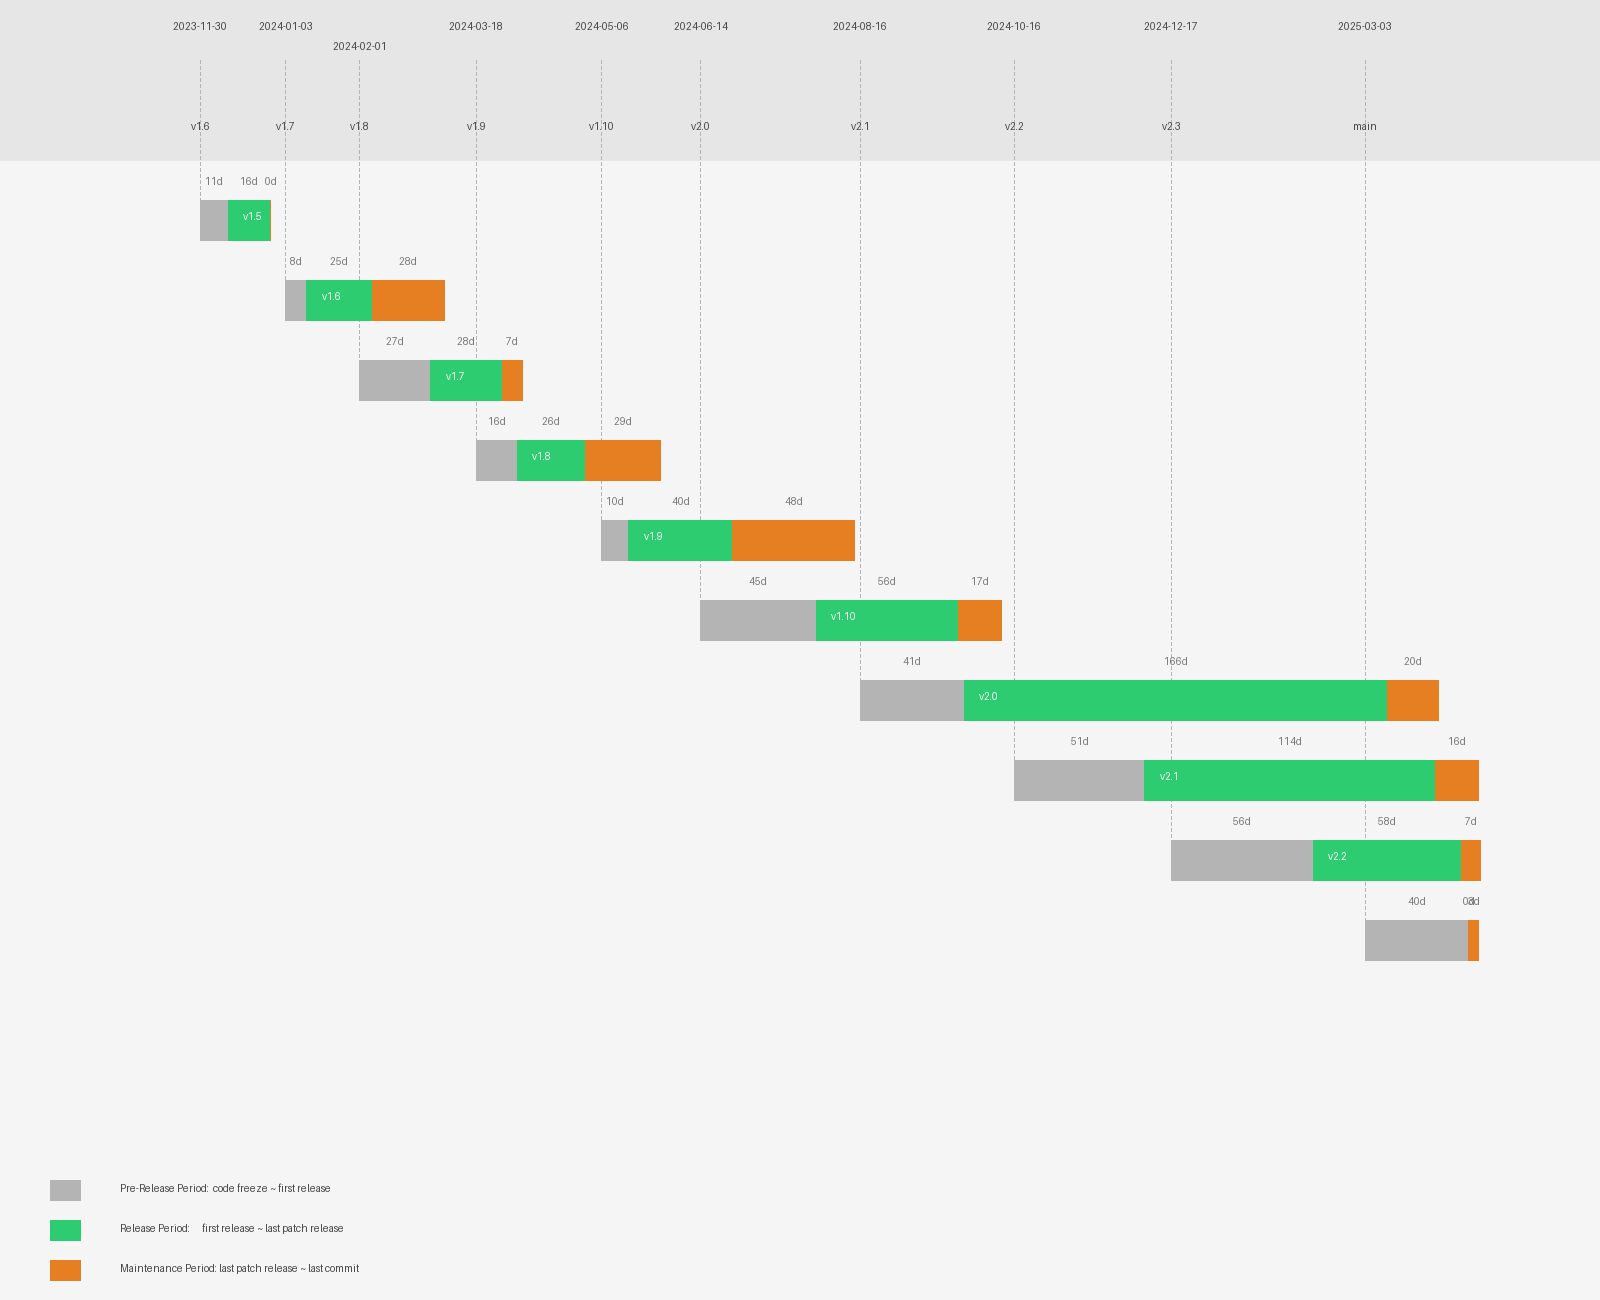 2023-11-30 2024-01-03 2024-03-18 2024-05-06 2024-06-14 2024-08-16 2024-10-16 2024-12-17 2025-03-03
2024-02-01
v1.6 v1.7 v1.8 v1.9 v1.10 v2.0 v2.1 v2.2 v2.3 main
11d 16d 0d
v1.5
8d 25d 28d
v1.6
27d 28d 7d
v1.7
16d 26d 29d
v1.8
10d 40d 48d
v1.9
45d 56d 17d
v1.10
41d 166d 20d
v2.0
51d 114d 16d
v2.1
56d 58d 7d
v2.2
40d
Pre-Release Period: code freeze ~ first release
Release Period: first release ~ last patch release
Maintenance Period: last patch release ~ last commit